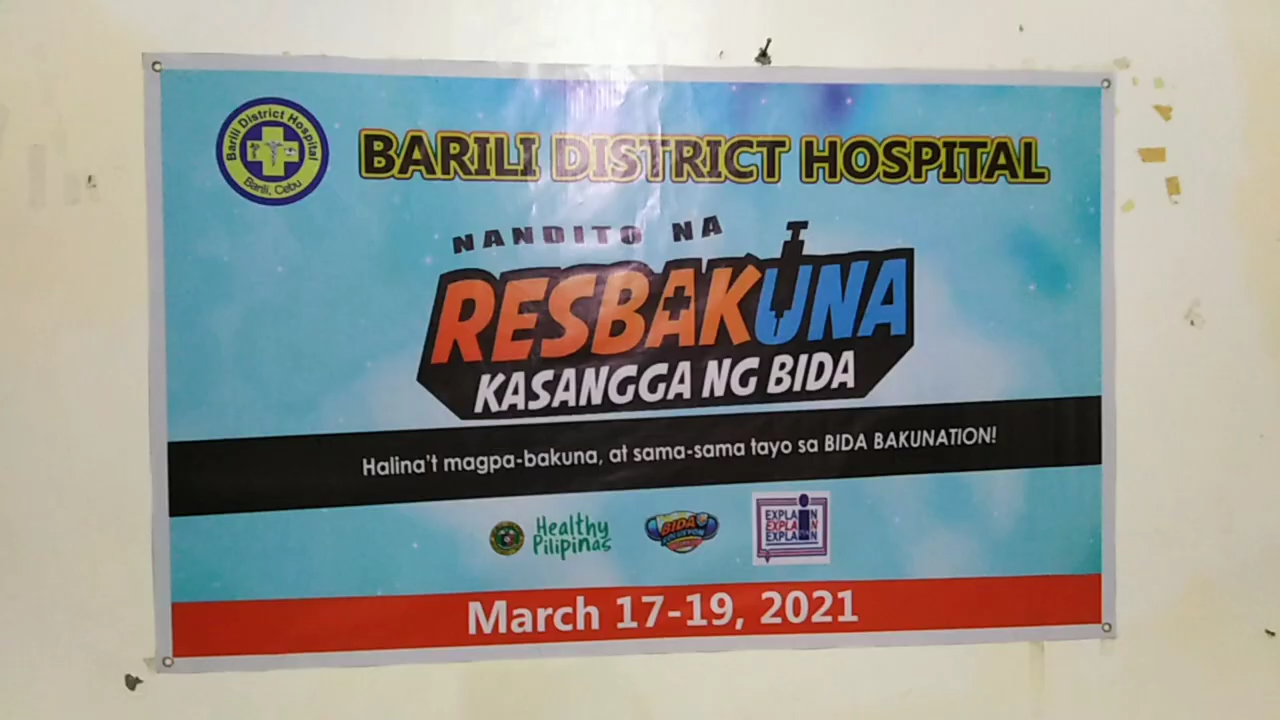 Barili District Hospital
Barili, Cebu
BARILI DISTRICT HOSPITAL
NANDITO NA
RESBAKUNA
KASANGGA NG BIDA
Halina't magpa-bakuna, at sama-sama tayo sa BIDA BAKUNATION!
Healthy
Pilipinas
BIDA
SOLUSYON
EXPLAIN
EXPLAIN
EXPLAIN
March 17-19, 2021